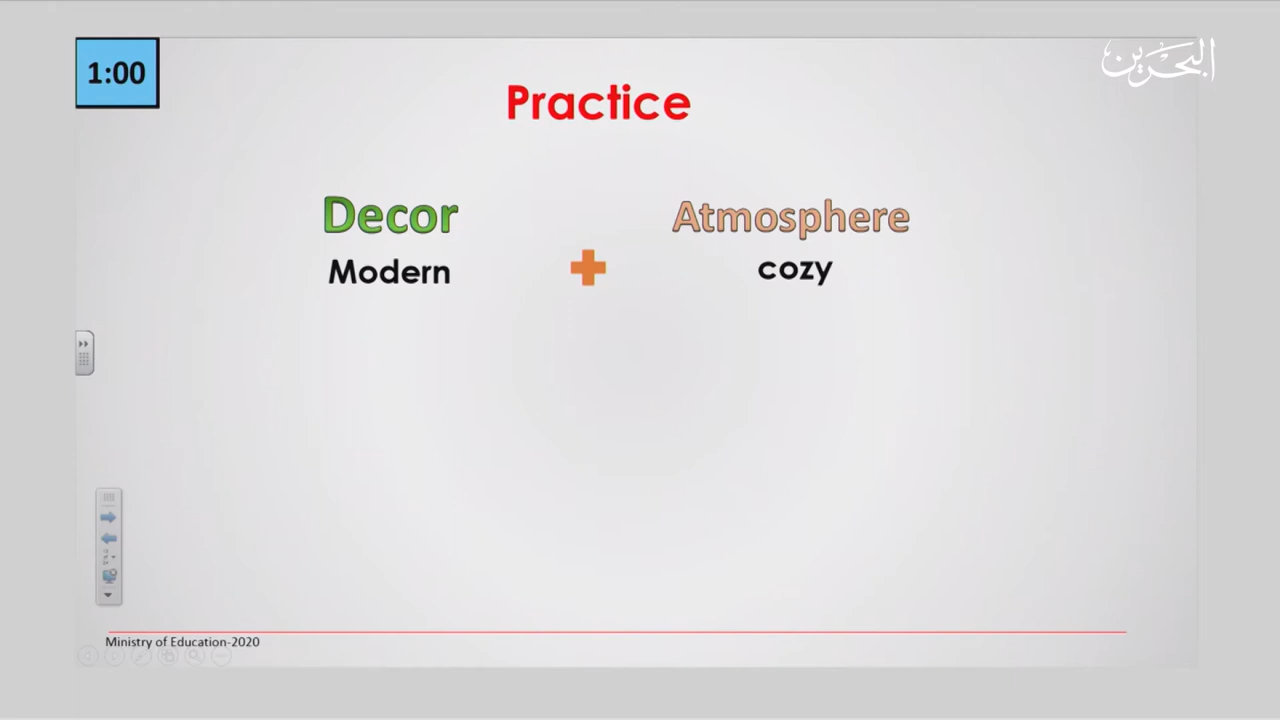 1:00
البحرين
Practice
Decor
Atmosphere
Modern
cozy
Ministry of Education-2020